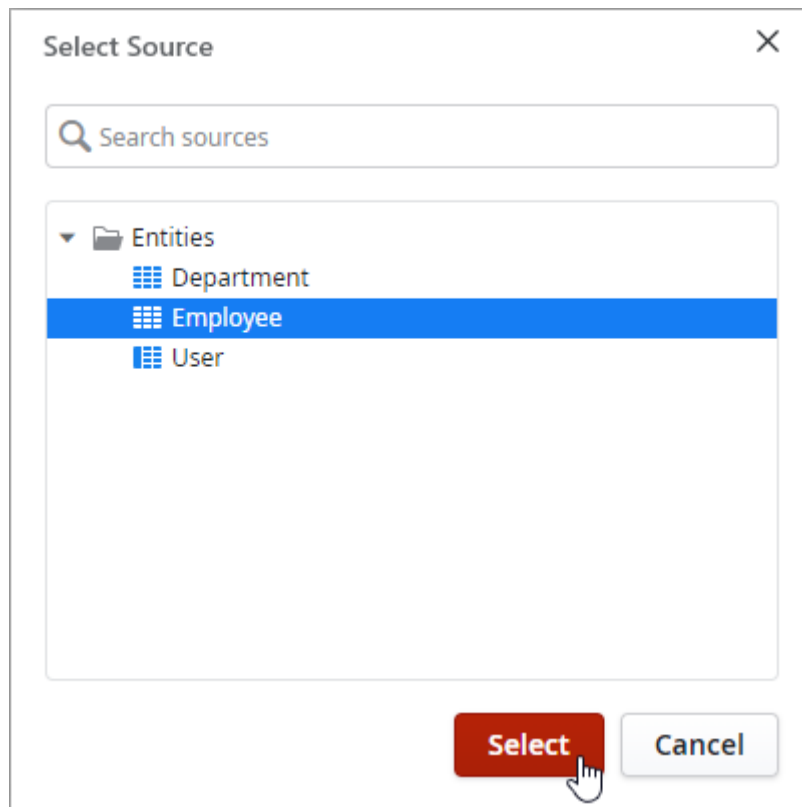 Select Source
Search sources
Entities
Department
Employee
User
Select
Cancel